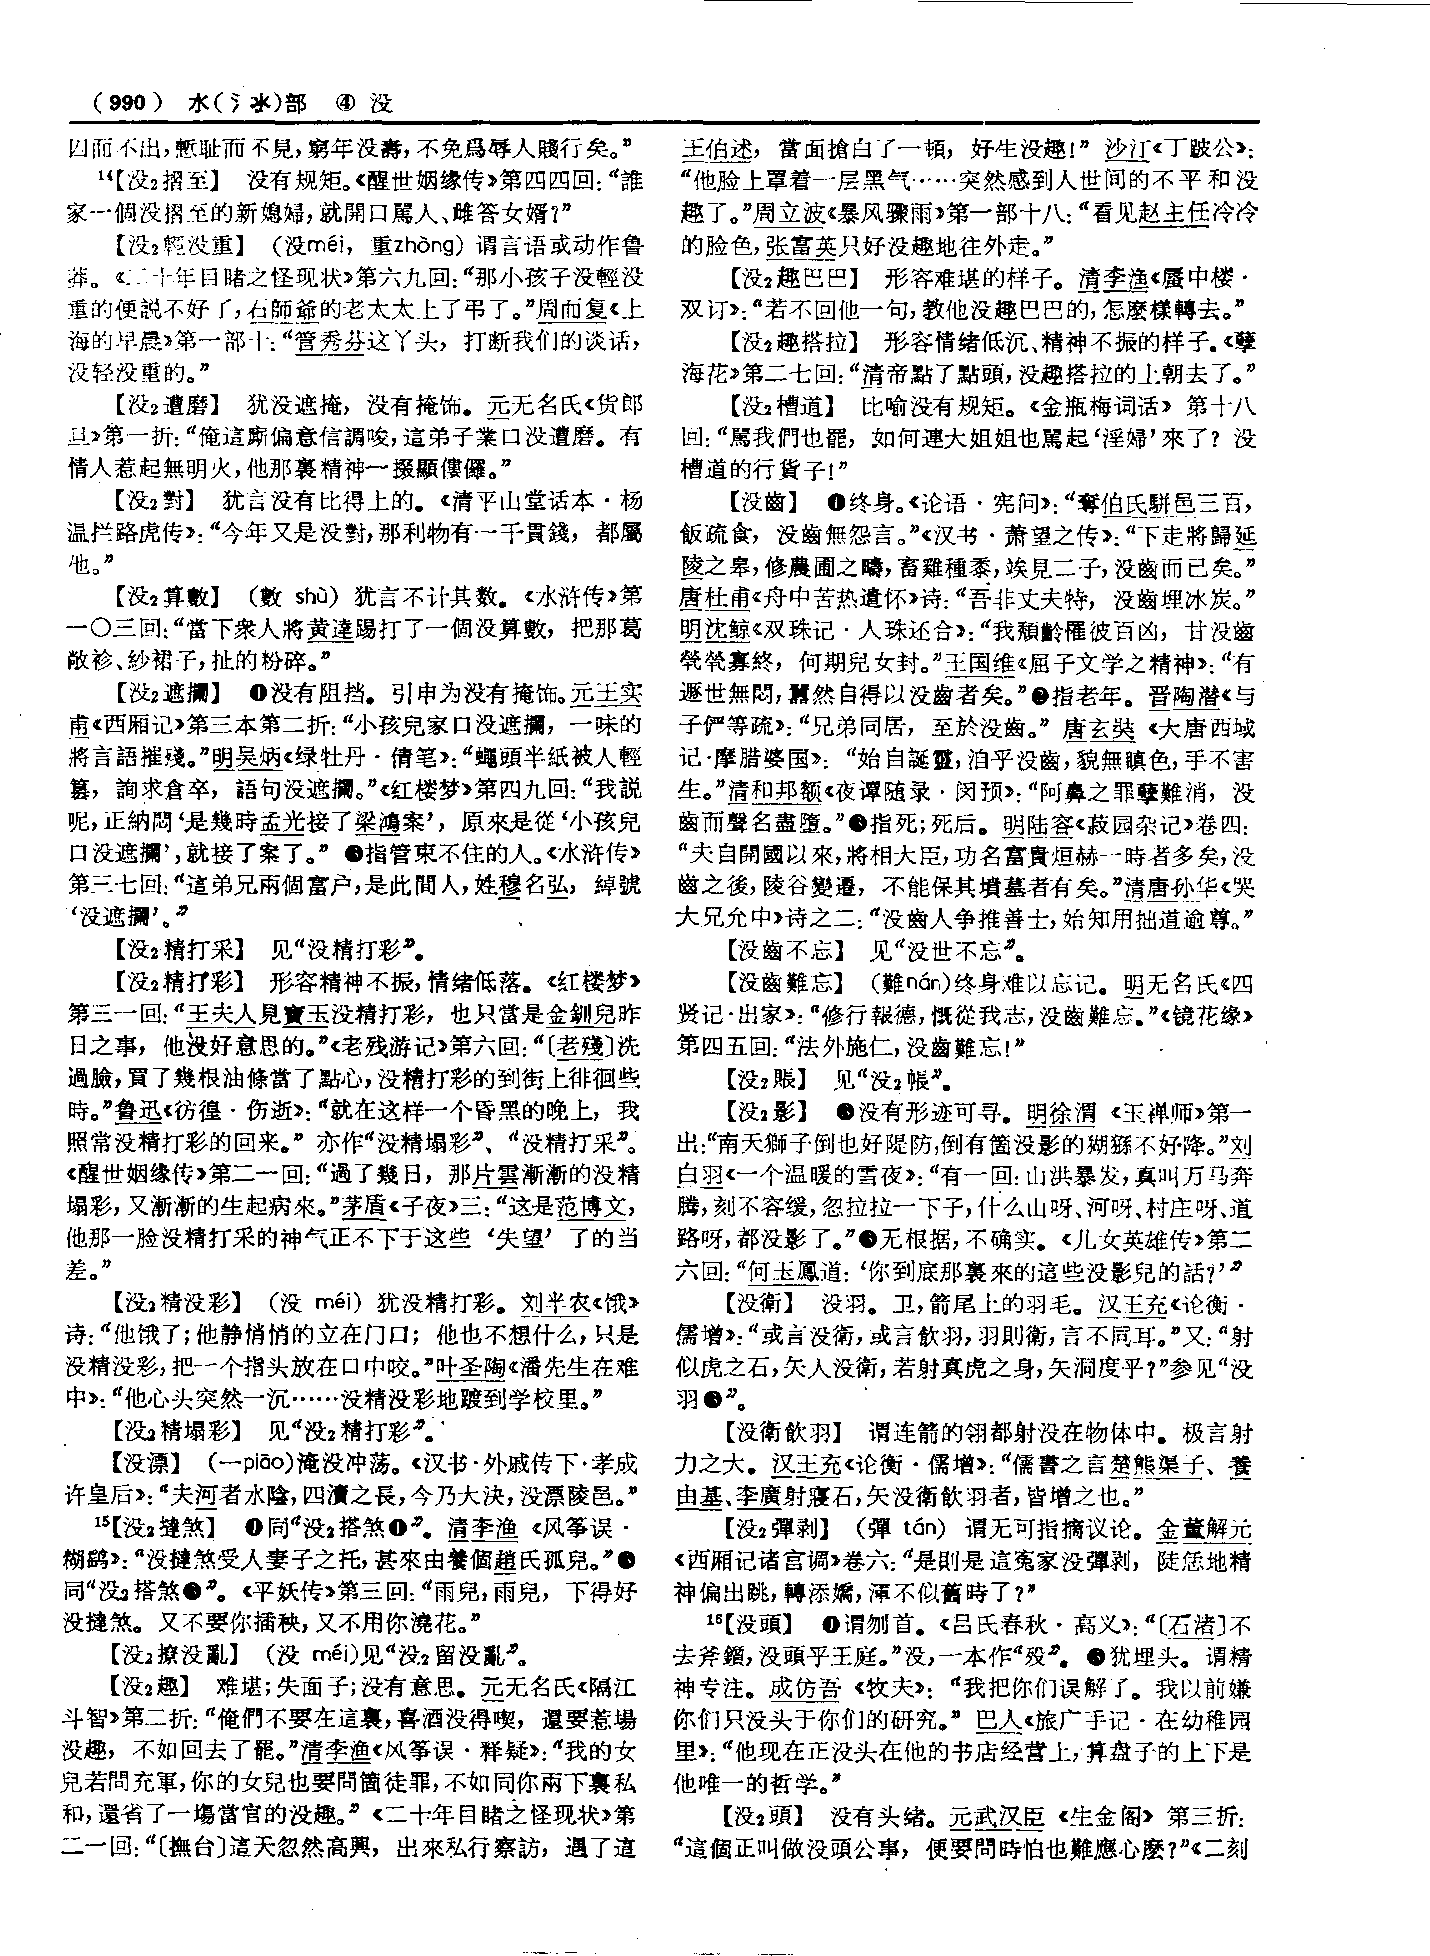 （990） 水(氵氺)部 ④ 没
囚而不出，慙耻而不見，窮年没壽，不免爲辱人賤行矣。”
¹⁴【没₂摺至】 没有规矩。《醒世姻缘传》第四四回：“誰
家一個没摺至的新媳婦，就開口駡人、雌答女婿？”
【没₂輕没重】（没méi，重zhòng）谓言语或动作鲁
莽。《二十年目睹之怪现状》第六九回：“那小孩子没輕没
重的便説不好了，石師爺的老太太上了弔了。”周而复《上
海的早晨》第一部十：“管秀芬这丫头，打断我们的谈话，
没轻没重的。”
【没₂遭磨】 犹没遮掩，没有掩饰。元无名氏《货郎
旦》第一折：“俺這厮偏意信調唆，這弟子業口没遭磨。有
情人惹起無明火，他那裏精神一掇顯僂儸。”
【没₂對】 犹言没有比得上的。《清平山堂话本·杨
温拦路虎传》：“今年又是没對，那利物有一千貫錢，都屬
他。”
【没₂算數】（數 shù）犹言不计其数。《水浒传》第
一〇三回：“當下衆人將黄達踢打了一個没算數，把那葛
敞衫、紗裙子，扯的粉碎。”
【没₂遮攔】 ❶没有阻挡。引申为没有掩饰。元王实
甫《西厢记》第三本第二折：“小孩兒家口没遮攔，一味的
將言語摧殘。”明吴炳《绿牡丹·倩笔》：“蠅頭半紙被人輕
篡，詢求倉卒，語句没遮攔。”《红楼梦》第四九回：“我説
呢，正納悶‘是幾時孟光接了梁鴻案’，原來是從‘小孩兒
口没遮攔’，就接了案了。”❷指管束不住的人。《水浒传》
第三七回：“這弟兄兩個富户，是此間人，姓穆名弘，綽號
‘没遮攔’。”
【没₂精打采】 见“没精打彩”。
【没₂精打彩】 形容精神不振，情绪低落。《红楼梦》
第三一回：“王夫人見寶玉没精打彩，也只當是金釧兒昨
日之事，他没好意思的。”《老残游记》第六回：“〔老殘〕洗
過臉，買了幾根油條當了點心，没精打彩的到街上徘徊些
時。”鲁迅《彷徨·伤逝》：“就在这样一个昏黑的晚上，我
照常没精打彩的回来。”亦作“没精塌彩”、“没精打采”。
《醒世姻缘传》第二一回：“過了幾日，那片雲漸漸的没精
塌彩，又漸漸的生起病來。”茅盾《子夜》三：“这是范博文，
他那一脸没精打采的神气正不下于这些‘失望’了的当
差。”
【没₂精没彩】（没 méi）犹没精打彩。刘半农《饿》
诗：“他饿了；他静悄悄的立在门口；他也不想什么，只是
没精没彩，把一个指头放在口中咬。”叶圣陶《潘先生在难
中》：“他心头突然一沉……没精没彩地踱到学校里。”
【没₂精塌彩】 见“没₂精打彩”。
【没漂】（一piāo）淹没冲荡。《汉书·外戚传下·孝成
许皇后》：“夫河者水陰，四瀆之長，今乃大決，没漂陵邑。”
¹⁵【没₂撻煞】 ❶同“没₂搭煞❶”。清李渔《风筝误·
糊鹞》：“没撻煞受人妻子之托，甚來由養個趙氏孤兒。”❷
同“没₂搭煞❷”。《平妖传》第三回：“雨兒，雨兒，下得好
没撻煞。又不要你插秧，又不用你澆花。”
【没₂撩没亂】（没 méi）见“没₂留没亂”。
【没₂趣】 难堪；失面子；没有意思。元无名氏《隔江
斗智》第二折：“俺們不要在這裏，喜酒没得喫，還要惹場
没趣，不如回去了罷。”清李渔《风筝误·释疑》：“我的女
兒若問充軍，你的女兒也要問箇徒罪，不如同你兩下裏私
和，還省了一場當官的没趣。”《二十年目睹之怪现状》第
二一回：“〔撫台〕這天忽然高興，出來私行察訪，遇了這
王伯述，當面搶白了一頓，好生没趣！”沙汀《丁跛公》：
“他脸上罩着一层黑气……突然感到人世间的不平和没
趣了。”周立波《暴风骤雨》第一部十八：“看见赵主任冷冷
的脸色，张富英只好没趣地往外走。”
【没₂趣巴巴】 形容难堪的样子。清李渔《蜃中楼·
双订》：“若不回他一句，教他没趣巴巴的，怎麽樣轉去。”
【没₂趣搭拉】 形容情绪低沉、精神不振的样子。《孽
海花》第二七回：“清帝點了點頭，没趣搭拉的上朝去了。”
【没₂槽道】 比喻没有规矩。《金瓶梅词话》第十八
回：“駡我們也罷，如何連大姐姐也駡起‘淫婦’來了？没
槽道的行貨子！”
【没齒】 ❶终身。《论语·宪问》：“奪伯氏駢邑三百，
飯疏食，没齒無怨言。”《汉书·萧望之传》：“下走將歸延
陵之皋，修農圃之疇，畜雞種黍，竢見二子，没齒而已矣。”
唐杜甫《舟中苦热遣怀》诗：“吾非丈夫特，没齒埋冰炭。”
明沈鲸《双珠记·人珠还合》：“我頹齡罹彼百凶，甘没齒
煢煢寡終，何期兒女封。”王国维《屈子文学之精神》：“有
遯世無悶，囂然自得以没齒者矣。”❷指老年。晋陶潜《与
子俨等疏》：“兄弟同居，至於没齒。”唐玄奘《大唐西域
记·摩腊婆国》：“始自誕靈，洎乎没齒，貌無瞋色，手不害
生。”清和邦额《夜谭随录·闵预》：“阿鼻之罪孽難消，没
齒而聲名盡墮。”❸指死；死后。明陆容《菽园杂记》卷四：
“夫自開國以來，將相大臣，功名富貴烜赫一時者多矣，没
齒之後，陵谷變遷，不能保其墳墓者有矣。”清唐孙华《哭
大兄允中》诗之二：“没齒人争推善士，始知用拙道逾尊。”
【没齒不忘】 见“没世不忘”。
【没齒難忘】（難nán）终身难以忘记。明无名氏《四
贤记·出家》：“修行報德，慨從我志，没齒難忘。”《镜花缘》
第四五回：“法外施仁，没齒難忘！”
【没₂賬】 见“没₂帳”。
【没₂影】 ❶没有形迹可寻。明徐渭《玉禅师》第一
出：“南天獅子倒也好隄防，倒有箇没影的猢猻不好降。”刘
白羽《一个温暖的雪夜》：“有一回：山洪暴发，真叫万马奔
腾，刻不容缓，忽拉拉一下子，什么山呀、河呀、村庄呀、道
路呀，都没影了。”❷无根据，不确实。《儿女英雄传》第二
六回：“何玉鳳道：‘你到底那裏來的這些没影兒的話？’”
【没衛】 没羽。卫，箭尾上的羽毛。汉王充《论衡·
儒增》：“或言没衛，或言飲羽，羽則衛，言不同耳。”又：“射
似虎之石，矢入没衛，若射真虎之身，矢洞度乎？”参见“没
羽❷”。
【没衛飲羽】 谓连箭的翎都射没在物体中。极言射
力之大。汉王充《论衡·儒增》：“儒書之言楚熊渠子、養
由基、李廣射寢石，矢没衛飲羽者，皆增之也。”
【没₂彈剥】（彈 tán）谓无可指摘议论。金董解元
《西厢记诸宫调》卷六：“是則是這冤家没彈剥，陡恁地精
神偏出跳，轉添嬌，渾不似舊時了？”
¹⁶【没頭】 ❶谓刎首。《吕氏春秋·高义》：“〔石渚〕不
去斧鑕，没頭乎王庭。”没，一本作“殁”。❷犹埋头。谓精
神专注。成仿吾《牧夫》：“我把你们误解了。我以前嫌
你们只没头于你们的研究。”巴人《旅广手记·在幼稚园
里》：“他现在正没头在他的书店经营上，算盘子的上下是
他唯一的哲学。”
【没₂頭】 没有头绪。元武汉臣《生金阁》第三折：
“這個正叫做没頭公事，便要問時怕也難應心麽？”《二刻